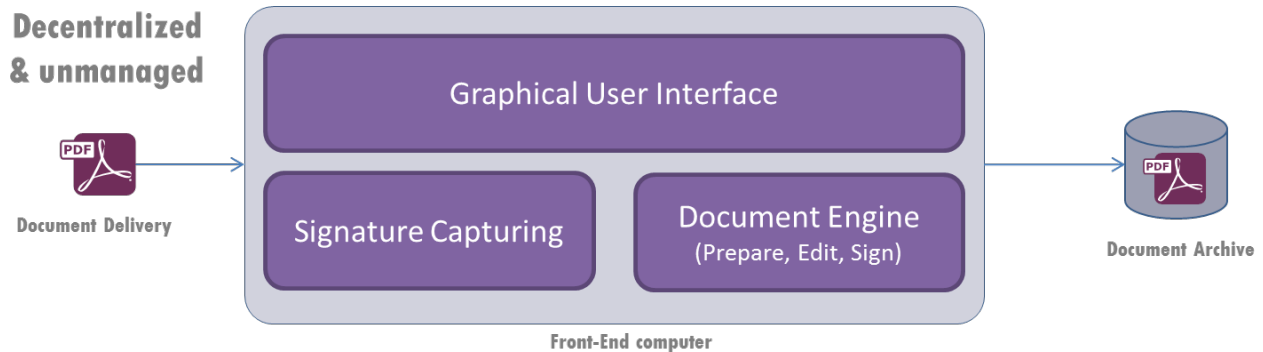 Decentralized
& unmanaged
Graphical User Interface
PDF
Document Delivery
Signature Capturing
Document Engine
(Prepare, Edit, Sign)
PDF
Document Archive
Front-End computer